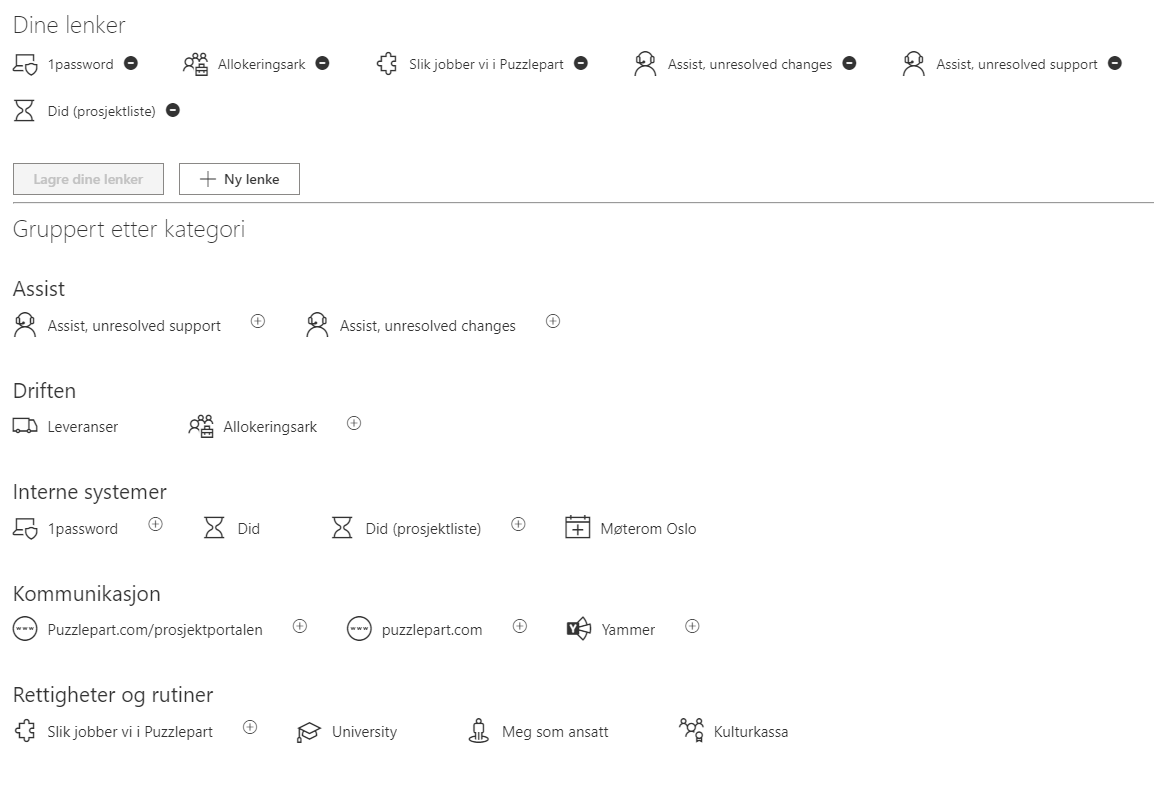 Dine lenker
1password Allokeringsark Slik jobber vi i Puzzlepart Assist, unresolved changes Assist, unresolved support
Did (prosjektliste)
Lagre dine lenker Ny lenke
Gruppert etter kategori
Assist
Assist, unresolved support Assist, unresolved changes
Driften
Leveranser Allokeringsark
Interne systemer
1password Did Did (prosjektliste) Møterom Oslo
Kommunikasjon
www Puzzlepart.com/prosjektportalen www puzzlepart.com Y Yammer
Rettigheter og rutiner
Slik jobber vi i Puzzlepart University Meg som ansatt Kulturkassa